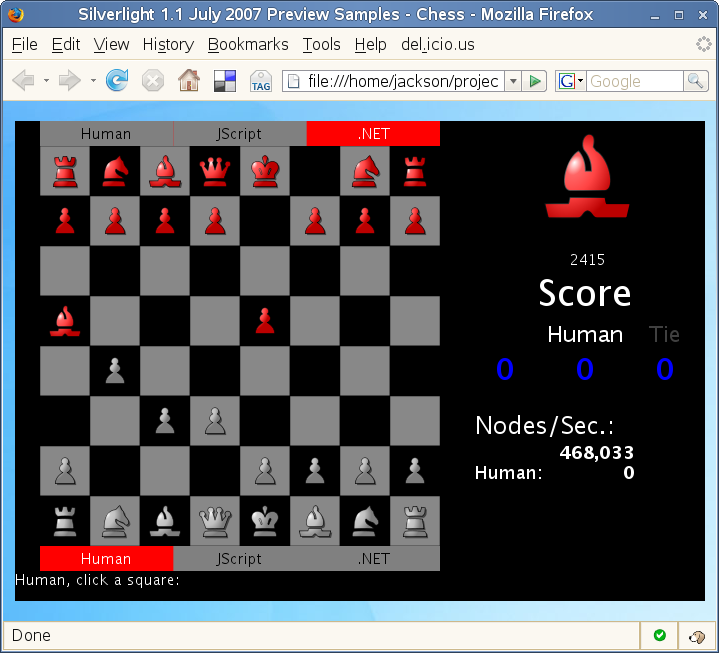 Silverlight 1.1 July 2007 Preview Samples - Chess - Mozilla Firefox
File Edit View History Bookmarks Tools Help del.icio.us
TAG file:///home/jackson/projec G Google
Human JScript .NET
2415
Score
Human Tie
0 0 0
Nodes/Sec.:
468,033
Human: 0
Human JScript .NET
Human, click a square:
Done